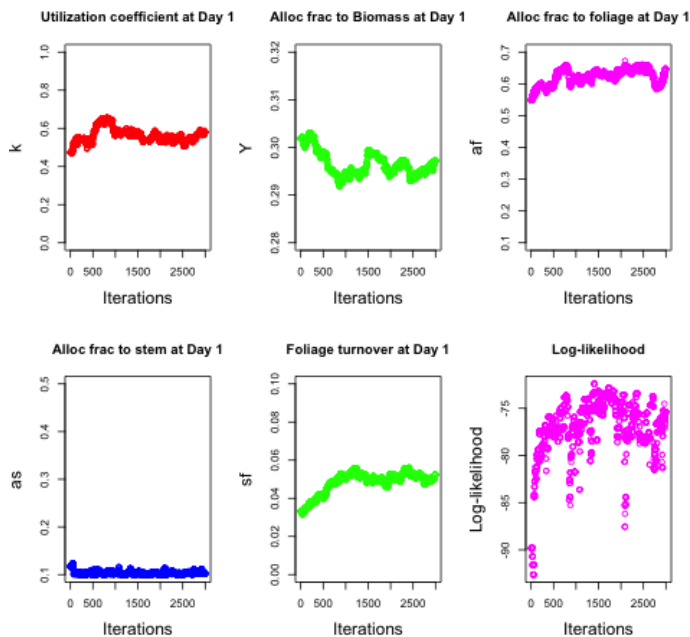 Utilization coefficient at Day 1
Alloc frac to Biomass at Day 1
Alloc frac to foliage at Day 1
k
1.0
0.8
0.6
0.4
0.2
0.0
0 500 1500 2500
Iterations
Y
0.32
0.31
0.30
0.29
0.28
0 500 1500 2500
Iterations
af
0.7
0.6
0.5
0.4
0.3
0.2
0.1
0 500 1500 2500
Iterations
Alloc frac to stem at Day 1
Foliage turnover at Day 1
Log-likelihood
as
0.5
0.4
0.3
0.2
0.1
0 500 1500 2500
Iterations
sf
0.10
0.08
0.06
0.04
0.02
0.00
0 500 1500 2500
Iterations
Log-likelihood
-75
-80
-85
-90
0 500 1500 2500
Iterations